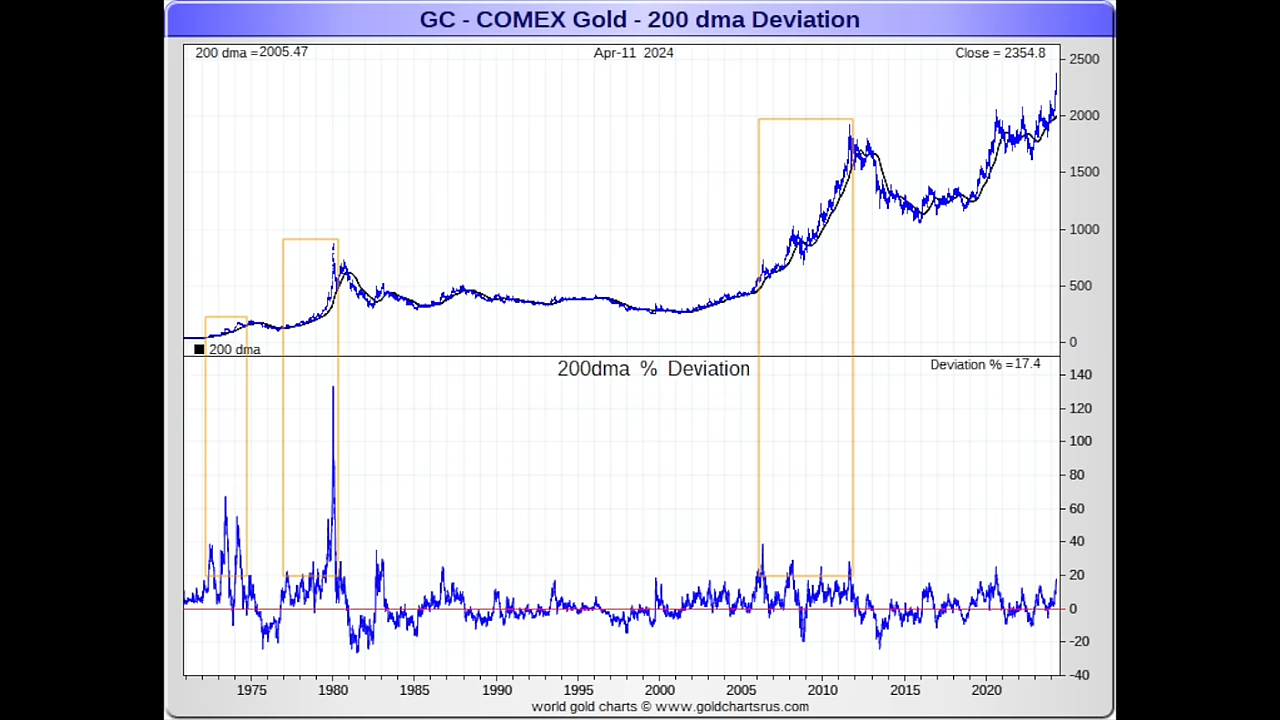 GC - COMEX Gold - 200 dma Deviation
200 dma =2005.47 Apr-11 2024 Close = 2354.8
2500
2000
1500
1000
500
0
200 dma
200dma % Deviation Deviation % =17.4
140
120
100
80
60
40
20
0
-20
-40
1975 1980 1985 1990 1995 2000 2005 2010 2015 2020
world gold charts © www.goldchartsrus.com